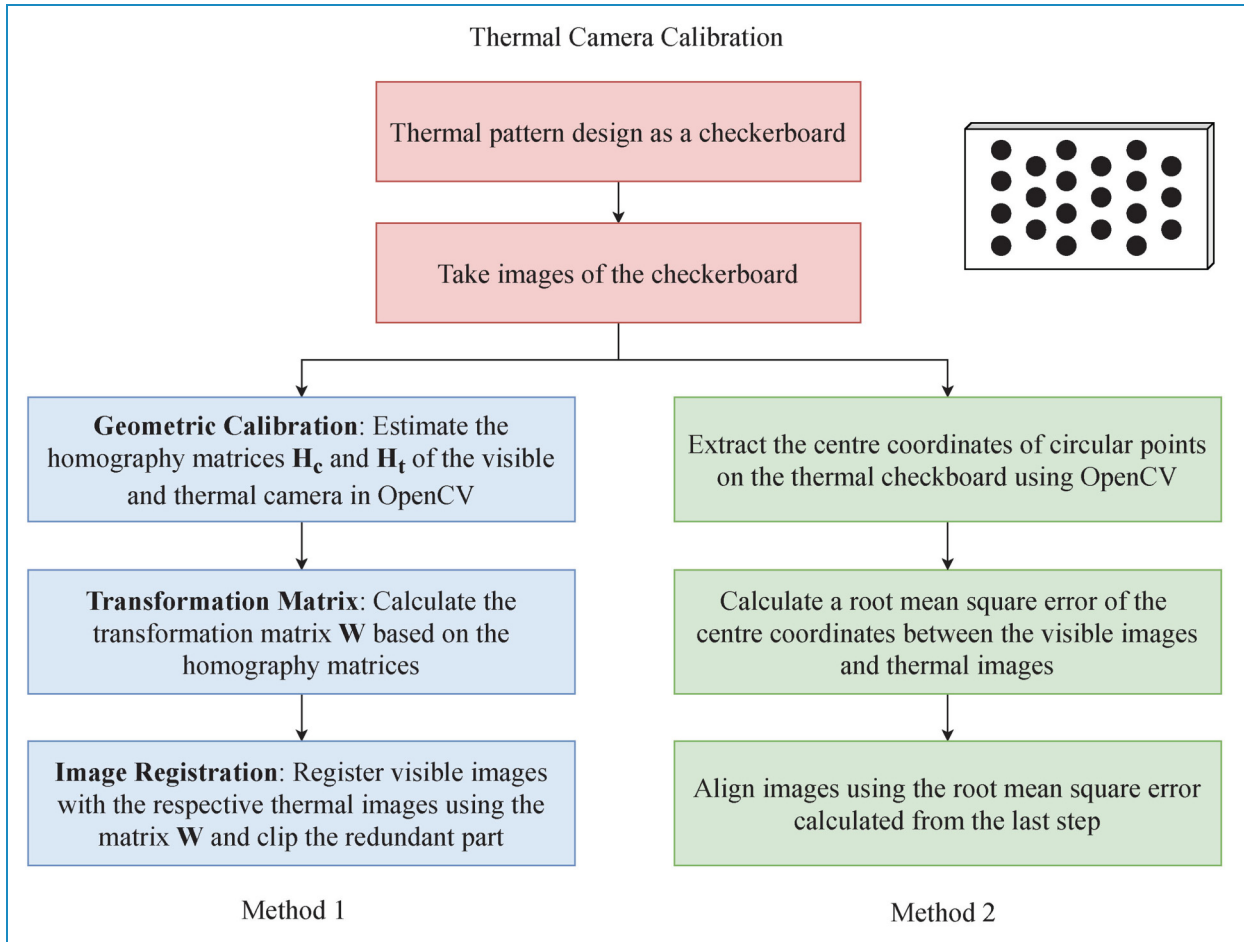 Thermal Camera Calibration
Thermal pattern design as a checkerboard
Take images of the checkerboard
Geometric Calibration: Estimate the
homography matrices Hc and Ht of the visible
and thermal camera in OpenCV
Transformation Matrix: Calculate the
transformation matrix W based on the
homography matrices
Image Registration: Register visible images
with the respective thermal images using the
matrix W and clip the redundant part
Method 1
Extract the centre coordinates of circular points
on the thermal checkboard using OpenCV
Calculate a root mean square error of the
centre coordinates between the visible images
and thermal images
Align images using the root mean square error
calculated from the last step
Method 2